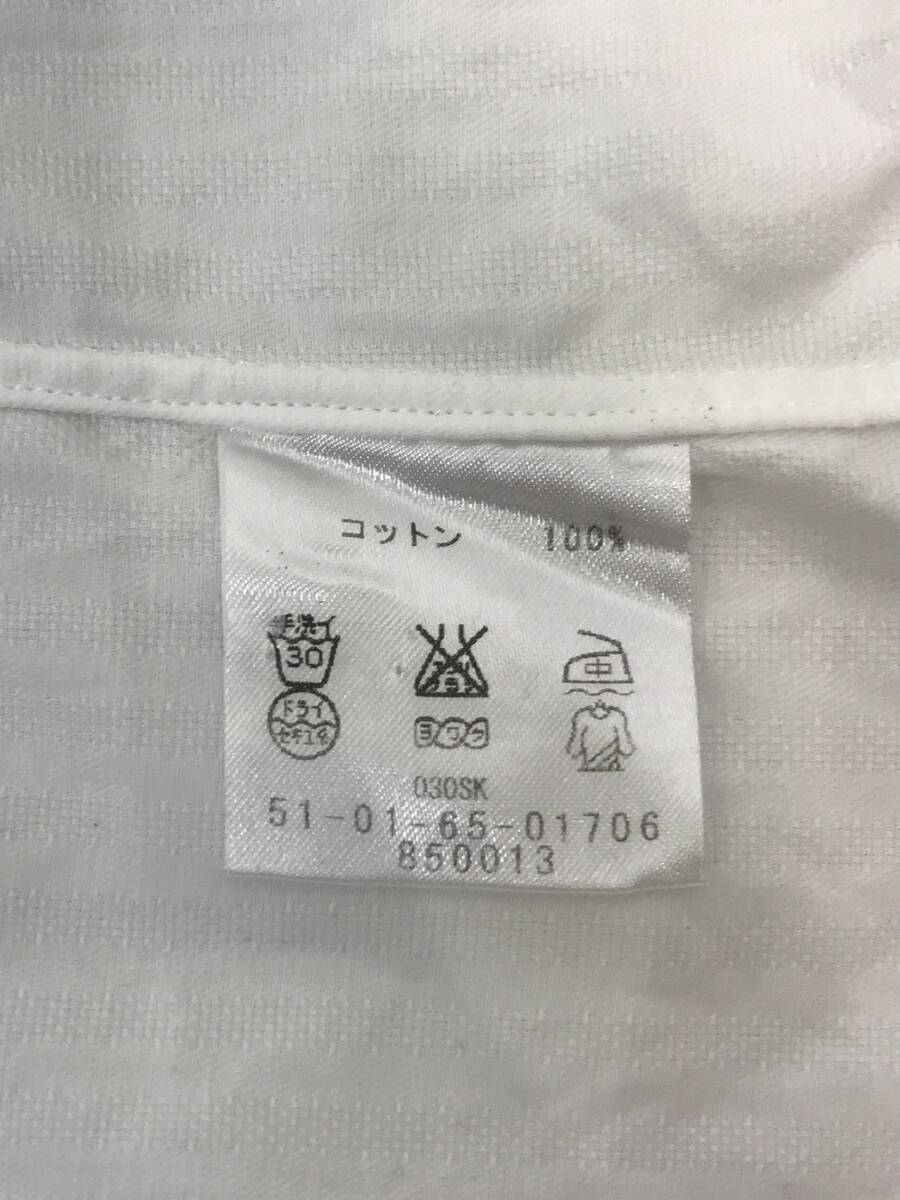 コットン 100%
手洗イ
30
エンソ
サラシ
中
ドライ
セキユ系
ヨワク
030SK
51-01-65-01706
850013